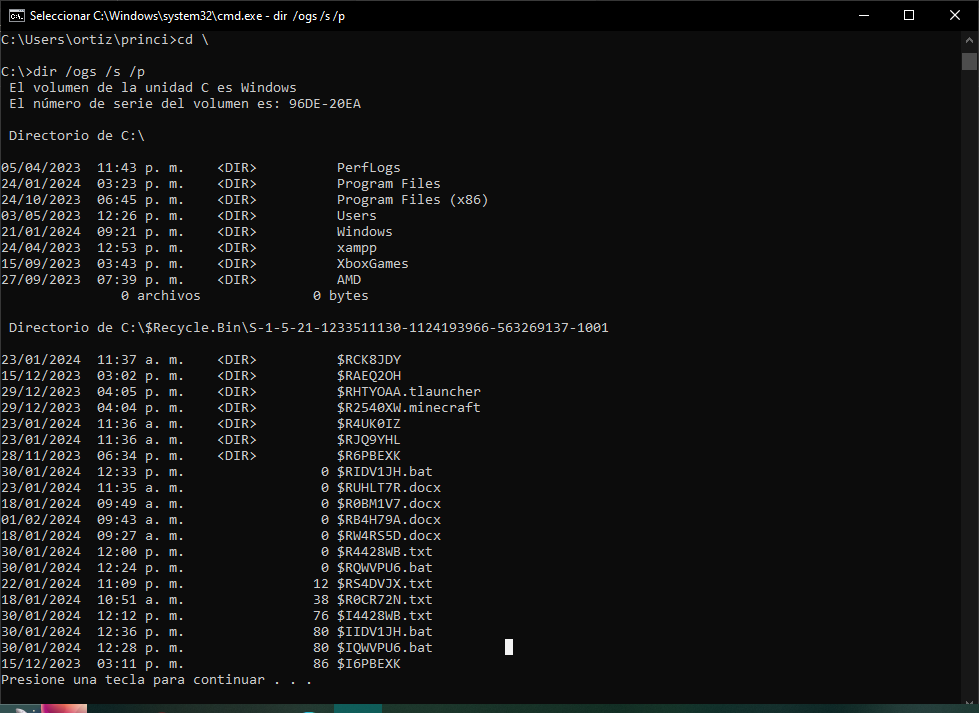 Seleccionar C:\Windows\system32\cmd.exe - dir /ogs /s /p
C:\Users\ortiz\princi>cd \
C:\>dir /ogs /s /p
El volumen de la unidad C es Windows
El número de serie del volumen es: 96DE-20EA
Directorio de C:\
05/04/2023  11:43 p. m.    <DIR>          PerfLogs
24/01/2024  03:23 p. m.    <DIR>          Program Files
24/10/2023  06:45 p. m.    <DIR>          Program Files (x86)
03/05/2023  12:26 p. m.    <DIR>          Users
21/01/2024  09:21 p. m.    <DIR>          Windows
24/04/2023  12:53 p. m.    <DIR>          xampp
15/09/2023  03:43 p. m.    <DIR>          XboxGames
27/09/2023  07:39 p. m.    <DIR>          AMD
0 archivos              0 bytes
Directorio de C:\$Recycle.Bin\S-1-5-21-1233511130-1124193966-563269137-1001
23/01/2024  11:37 a. m.    <DIR>          $RCK8JDY
15/12/2023  03:02 p. m.    <DIR>          $RAEQ2OH
29/12/2023  04:05 p. m.    <DIR>          $RHTYOAA.tlauncher
29/12/2023  04:04 p. m.    <DIR>          $R2540XW.minecraft
23/01/2024  11:36 a. m.    <DIR>          $R4UK0IZ
23/01/2024  11:36 a. m.    <DIR>          $RJQ9YHL
28/11/2023  06:34 p. m.    <DIR>          $R6PBEXK
30/01/2024  12:33 p. m.                 0 $RIDV1JH.bat
23/01/2024  11:35 a. m.                 0 $RUHLT7R.docx
18/01/2024  09:49 a. m.                 0 $R0BM1V7.docx
01/02/2024  09:43 a. m.                 0 $RB4H79A.docx
18/01/2024  09:27 a. m.                 0 $RW4RS5D.docx
30/01/2024  12:00 p. m.                 0 $R4428WB.txt
30/01/2024  12:24 p. m.                 0 $RQWVPU6.bat
22/01/2024  11:09 p. m.                12 $RS4DVJX.txt
18/01/2024  10:51 a. m.                38 $R0CR72N.txt
30/01/2024  12:12 p. m.                76 $I4428WB.txt
30/01/2024  12:36 p. m.                80 $IIDV1JH.bat
30/01/2024  12:28 p. m.                80 $IQWVPU6.bat
15/12/2023  03:11 p. m.                86 $I6PBEXK
Presione una tecla para continuar . . .